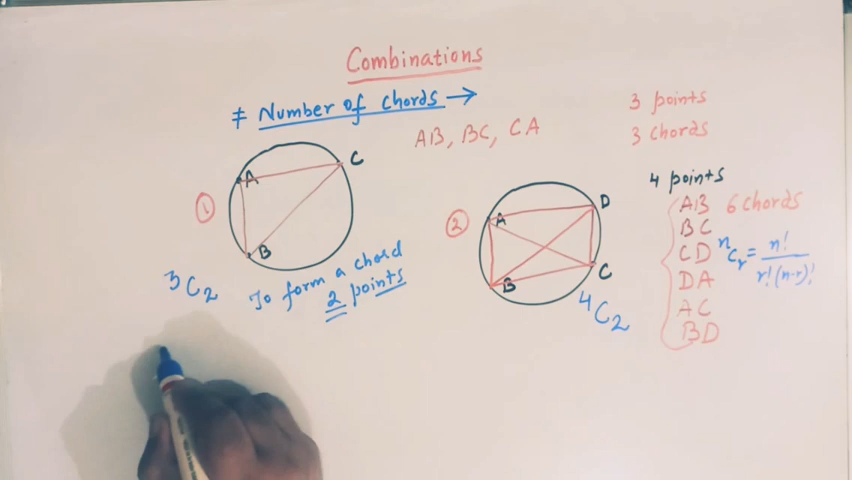 Combinations
≠ Number of chords →
AB, BC, CA
3 points
3 chords
①
A
C
B
³C₂
To form a chord
2 points
②
A
D
B
C
⁴C₂
4 points
AB 6 chords
BC
CD
DA
AC
BD
ⁿCᵣ = n! / r!(n-r)!